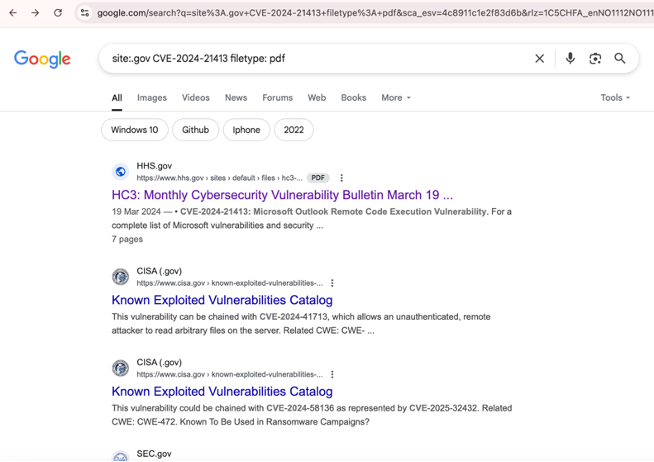 google.com/search?q=site%3A.gov+CVE-2024-21413+filetype%3A+pdf&sca_esv=4c8911c1e2f83d6b&rlz=1C5CHFA_enNO1112NO111
Google
site:.gov CVE-2024-21413 filetype: pdf
All Images Videos News Forums Web Books More Tools
Windows 10 Github Iphone 2022
HHS.gov
https://www.hhs.gov › sites › default › files › hc3-... PDF
HC3: Monthly Cybersecurity Vulnerability Bulletin March 19 ...
19 Mar 2024 — • CVE-2024-21413: Microsoft Outlook Remote Code Execution Vulnerability. For a
complete list of Microsoft vulnerabilities and security ...
7 pages
CISA (.gov)
https://www.cisa.gov › known-exploited-vulnerabilities-...
Known Exploited Vulnerabilities Catalog
This vulnerability can be chained with CVE-2024-41713, which allows an unauthenticated, remote
attacker to read arbitrary files on the server. Related CWE: CWE- ...
CISA (.gov)
https://www.cisa.gov › known-exploited-vulnerabilities-...
Known Exploited Vulnerabilities Catalog
This vulnerability could be chained with CVE-2024-58136 as represented by CVE-2025-32432. Related
CWE: CWE-472. Known To Be Used in Ransomware Campaigns?
SEC.gov